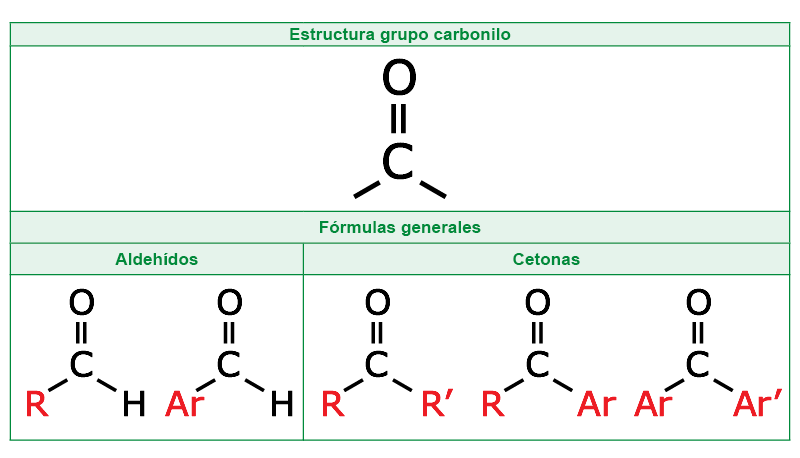 Estructura grupo carbonilo
O
C
Fórmulas generales
Aldehídos
Cetonas
O O O O O
C C C C C
R H Ar H R R′ R Ar Ar Ar′